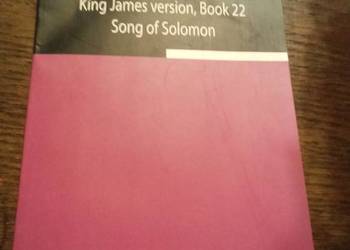 King James version, Book 22
Song of Solomon